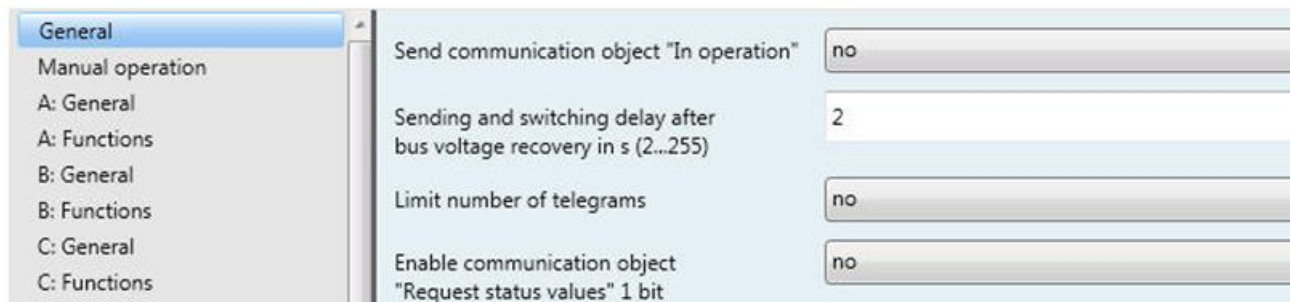 General
Manual operation
A: General
A: Functions
B: General
B: Functions
C: General
C: Functions
Send communication object "In operation"
no
Sending and switching delay after
bus voltage recovery in s (2...255)
2
Limit number of telegrams
no
Enable communication object
"Request status values" 1 bit
no